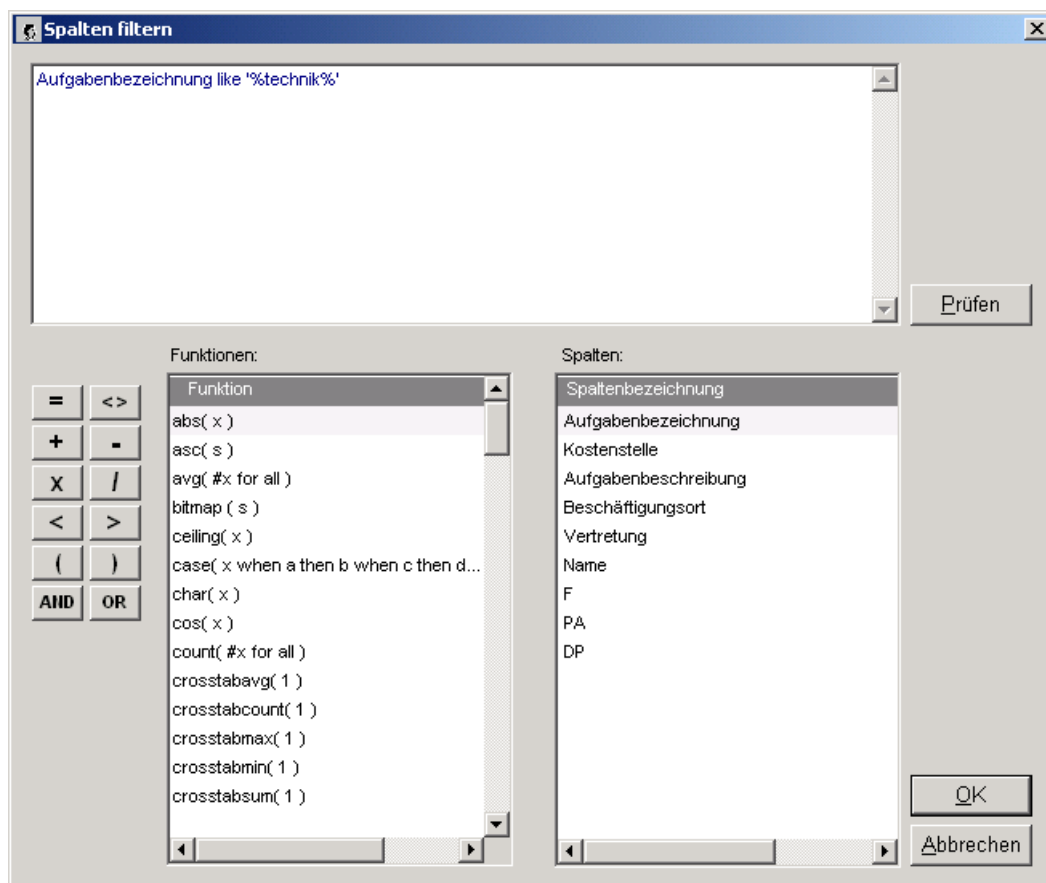 Spalten filtern
Aufgabenbezeichnung like '%technik%'
Prüfen
Funktionen:
Spalten:
= <>
+ -
x /
< >
( )
AND OR
Funktion
abs( x )
asc( s )
avg( #x for all )
bitmap ( s )
ceiling( x )
case( x when a then b when c then d...
char( x )
cos( x )
count( #x for all )
crosstabavg( 1 )
crosstabcount( 1 )
crosstabmax( 1 )
crosstabmin( 1 )
crosstabsum( 1 )
Spaltenbezeichnung
Aufgabenbezeichnung
Kostenstelle
Aufgabenbeschreibung
Beschäftigungsort
Vertretung
Name
F
PA
DP
OK
Abbrechen